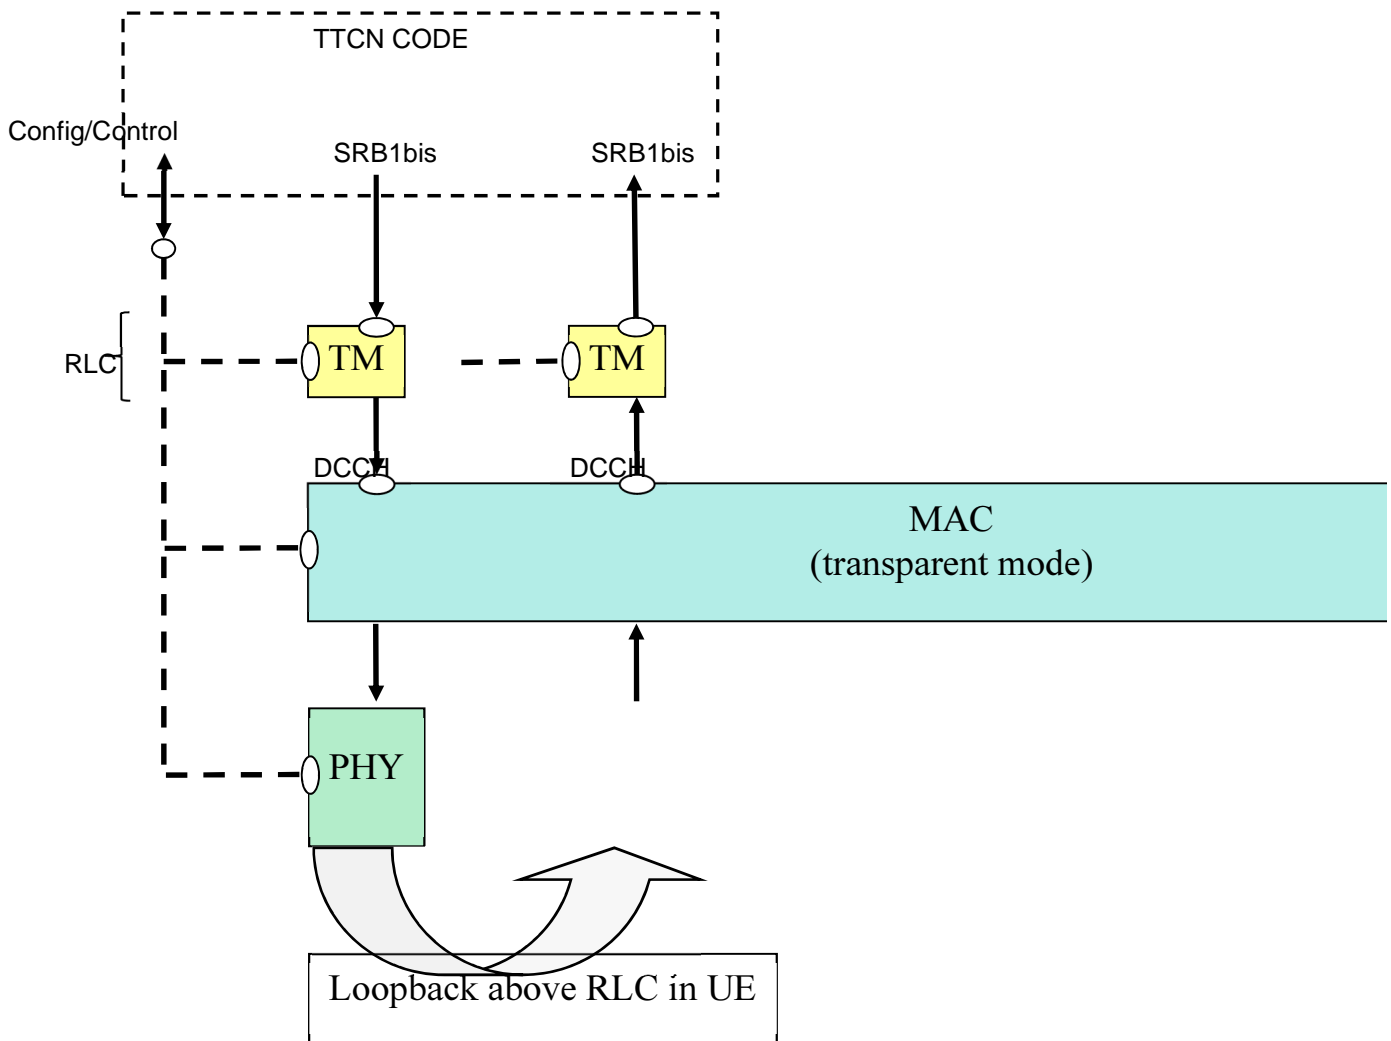 TTCN CODE
Config/Control
SRB1bis
SRB1bis
RLC
TM
TM
DCCH
DCCH
MAC
(transparent mode)
PHY
Loopback above RLC in UE